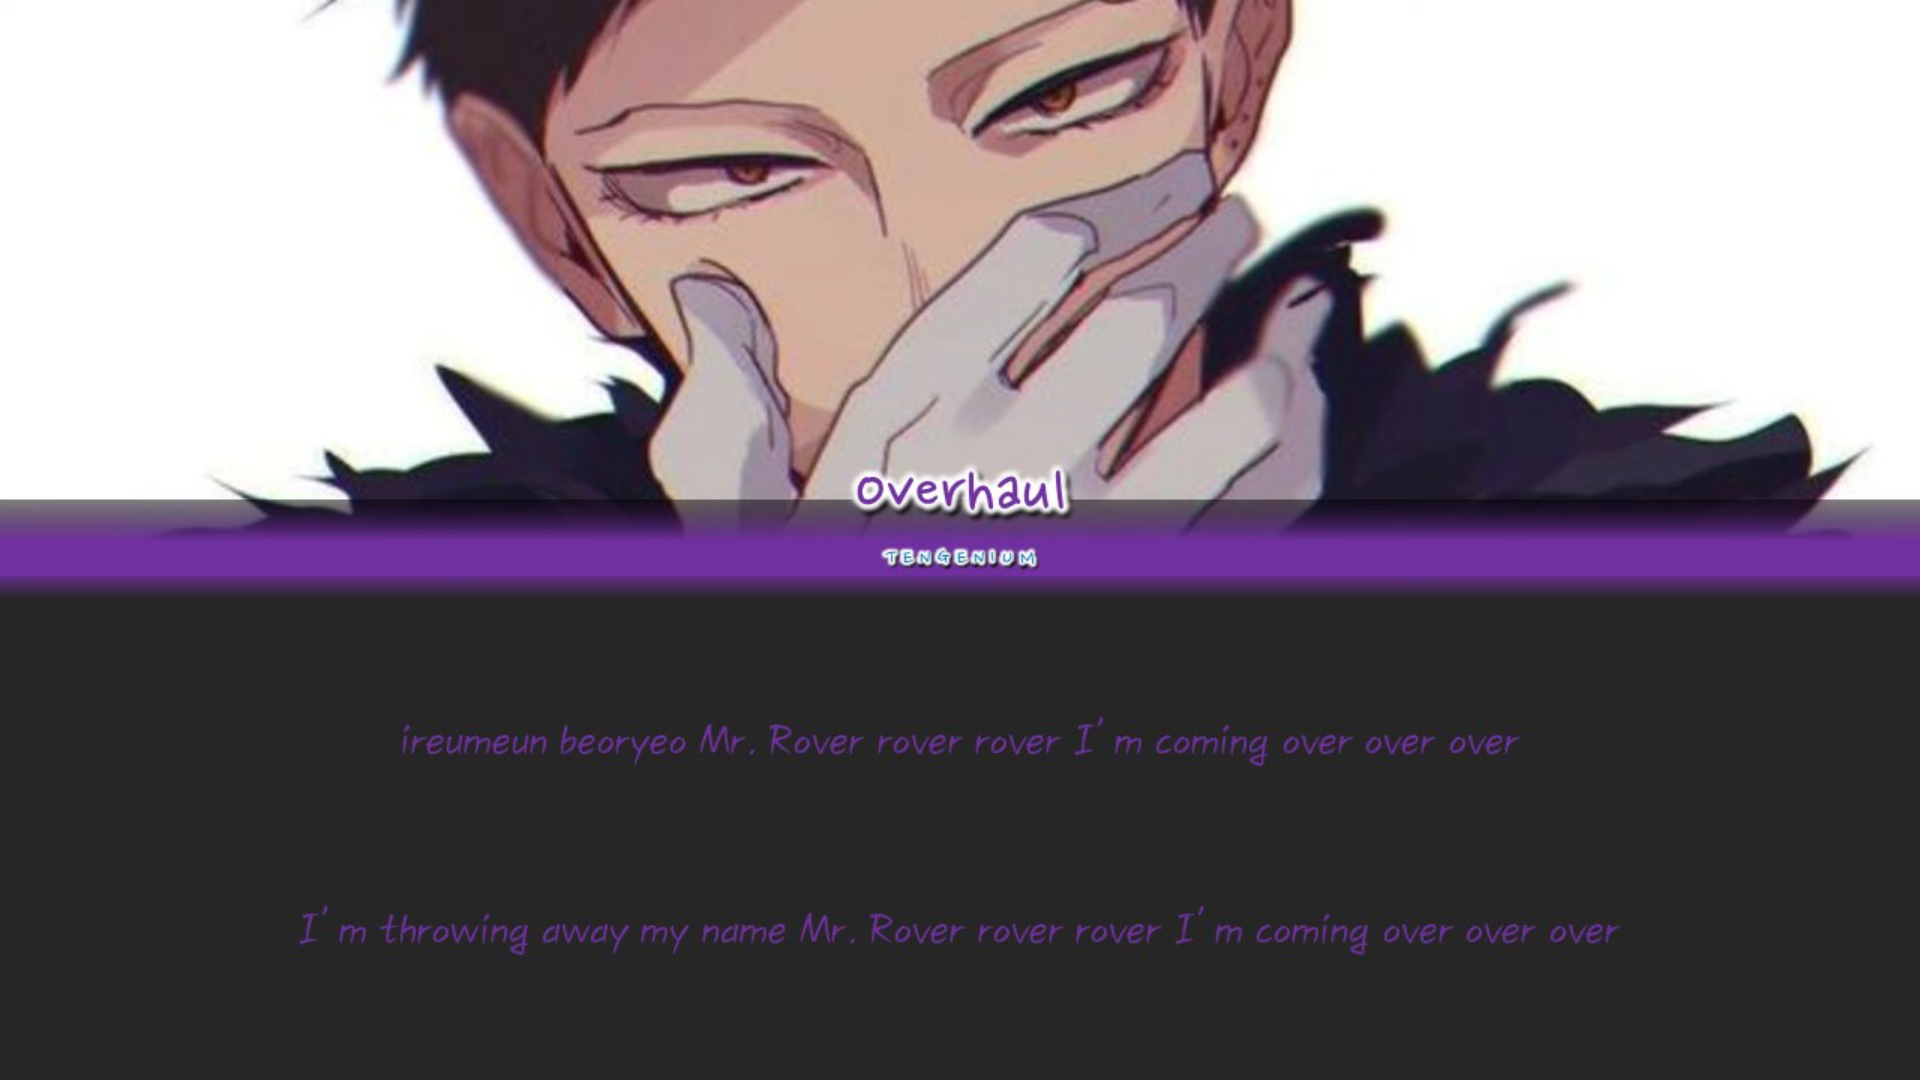 overhaul
TENGENIUM
ireumeun beoryeo Mr. Rover rover rover I'm coming over over over
I'm throwing away my name Mr. Rover rover rover I'm coming over over over